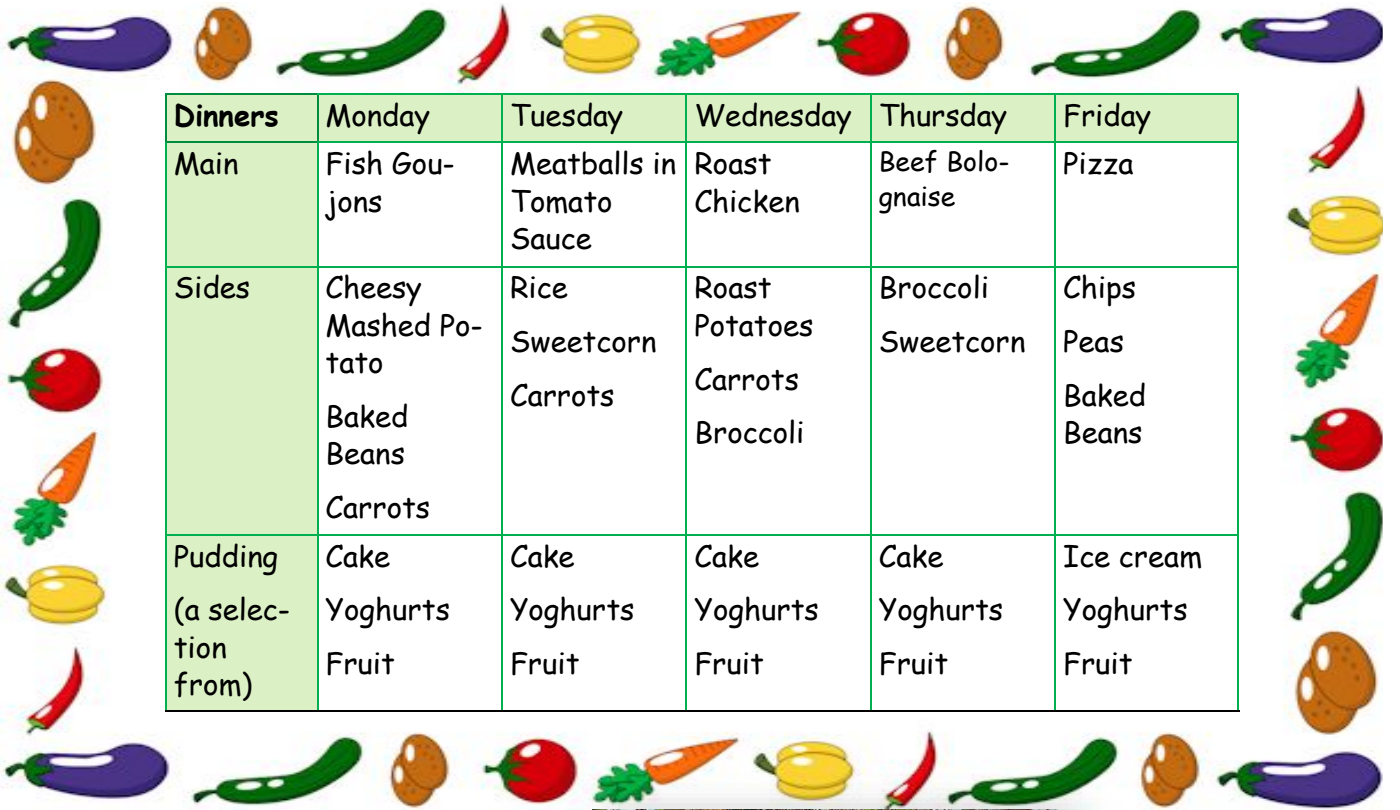 Dinners Monday Tuesday Wednesday Thursday Friday
Main Fish Gou- Meatballs in Roast Beef Bolo- Pizza
jons Tomato Chicken gnaise
Sauce
Sides Cheesy Rice Roast Broccoli Chips
Mashed Po- Sweetcorn Potatoes Sweetcorn Peas
tato Carrots Carrots Baked
Baked Broccoli Beans
Beans
Carrots
Pudding Cake Cake Cake Cake Ice cream
(a selec- Yoghurts Yoghurts Yoghurts Yoghurts Yoghurts
tion Fruit Fruit Fruit Fruit Fruit
from)